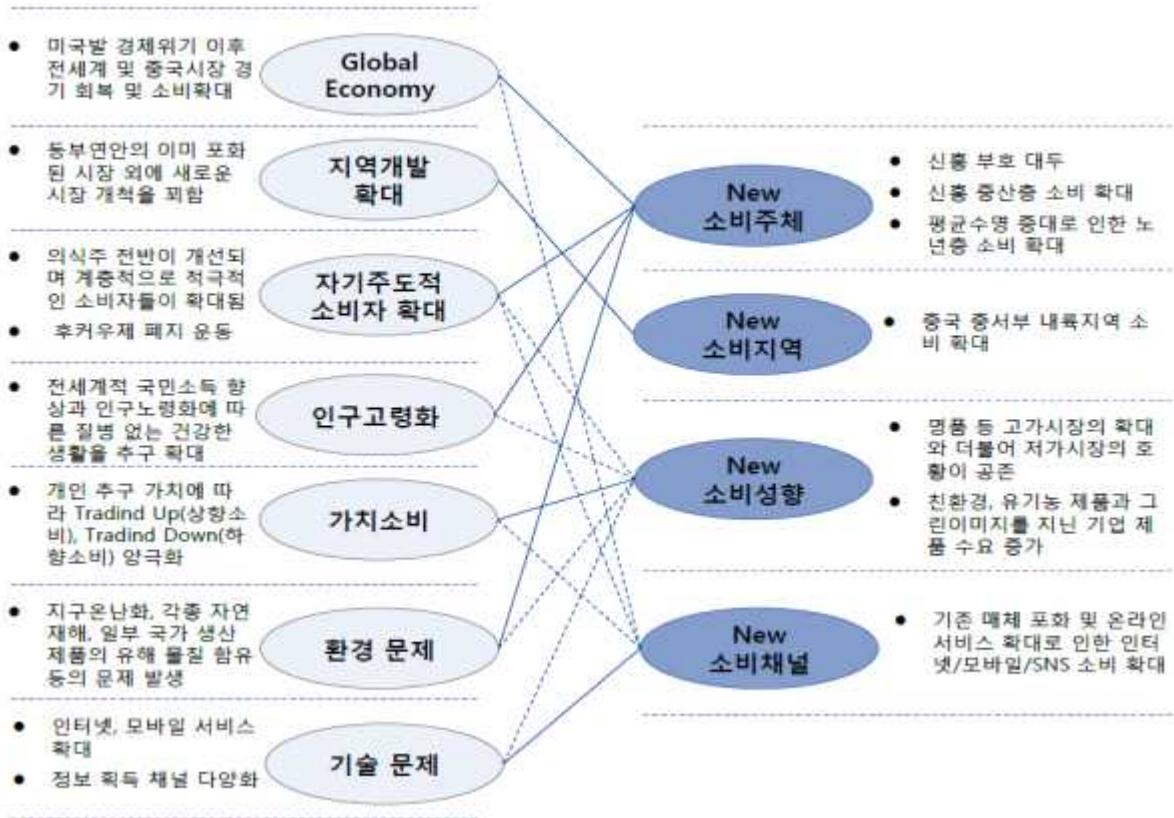 미국발 경제위기 이후
전세계 및 중국시장 경
기 회복 및 소비확대
Global
Economy
동부연안의 이미 포화
된 시장 외에 새로운
시장 개척을 꾀함
지역개발
확대
의식주 전반이 개선되
며 계층적으로 적극적
인 소비자들이 확대됨
후커우제 폐지 운동
자기주도적
소비자 확대
전세계적 국민소득 향
상과 인구노령화에 따
른 질병 없는 건강한
생활을 추구 확대
인구고령화
개인 추구 가치에 따
라 Tradind Up(상향소
비), Tradind Down(하
향소비) 양극화
가치소비
지구온난화, 각종 자연
재해, 일부 국가 생산
제품의 유해 물질 함유
등의 문제 발생
환경 문제
인터넷, 모바일 서비스
확대
정보 획득 채널 다양화
기술 문제
New
소비주체
신흥 부호 대두
신흥 중산층 소비 확대
평균수명 증대로 인한 노
년층 소비 확대
New
소비지역
중국 중서부 내륙지역 소
비 확대
New
소비성향
명품 등 고가시장의 확대
와 더불어 저가시장의 호
황이 공존
친환경, 유기농 제품과 그
린이미지를 지닌 기업 제
품 수요 증가
New
소비채널
기존 매체 포화 및 온라인
서비스 확대로 인한 인터
넷/모바일/SNS 소비 확대